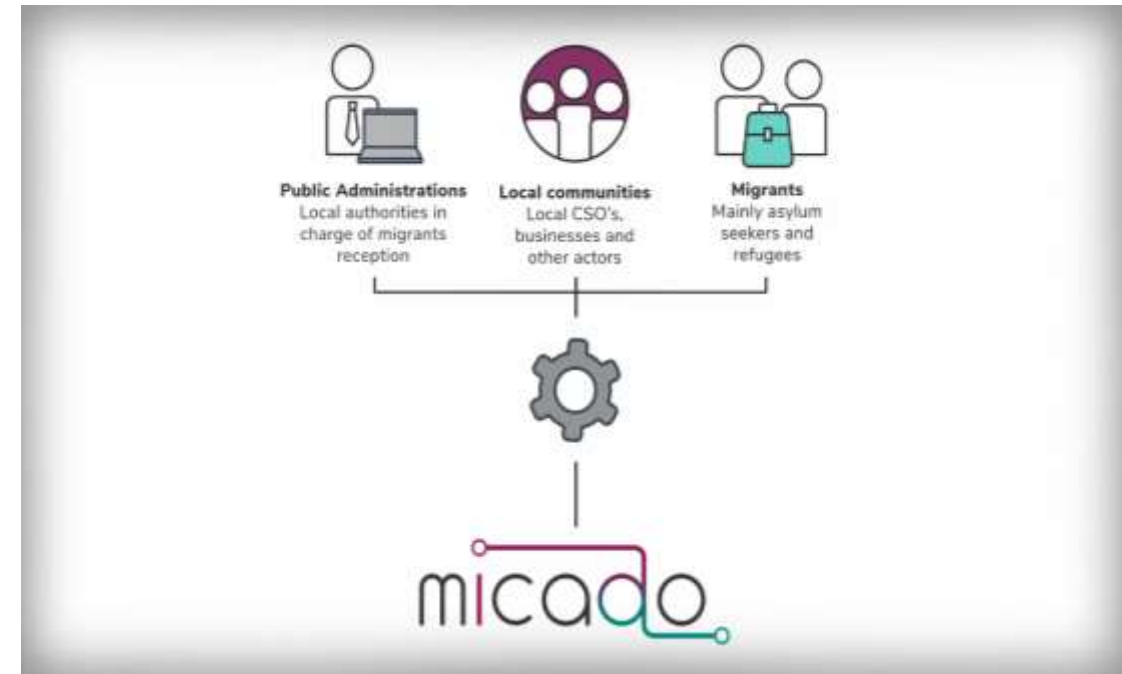 Public Administrations
Local authorities in
charge of migrants
reception
Local communities
Local CSO's,
businesses and
other actors
Migrants
Mainly asylum
seekers and
refugees
micado